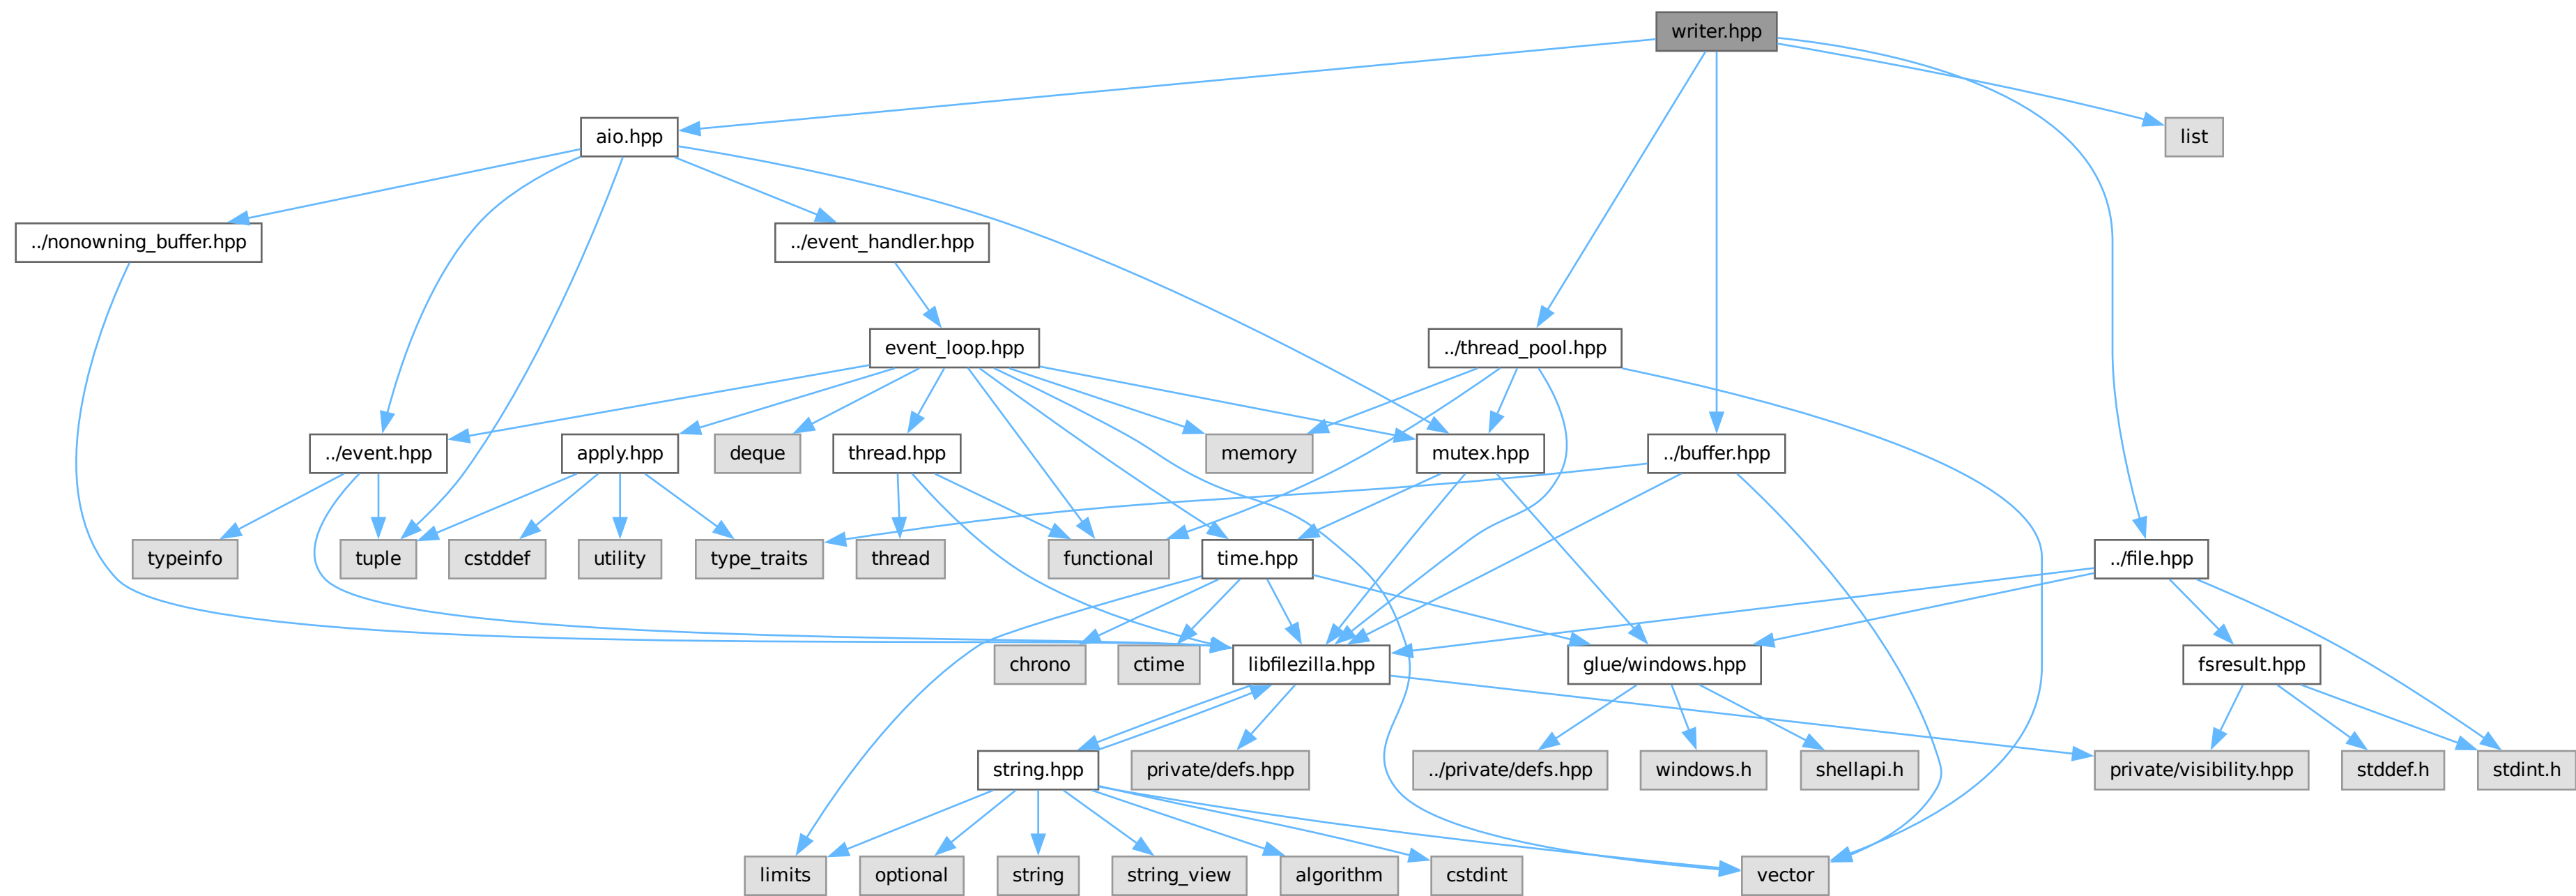 writer.hpp
aio.hpp
list
../nonowning_buffer.hpp
../event_handler.hpp
event_loop.hpp
../thread_pool.hpp
../event.hpp
apply.hpp
deque
thread.hpp
memory
mutex.hpp
../buffer.hpp
typeinfo
tuple
cstddef
utility
type_traits
thread
functional
time.hpp
../file.hpp
chrono
ctime
libfilezilla.hpp
glue/windows.hpp
fsresult.hpp
string.hpp
private/defs.hpp
../private/defs.hpp
windows.h
shellapi.h
private/visibility.hpp
stddef.h
stdint.h
limits
optional
string
string_view
algorithm
cstdint
vector